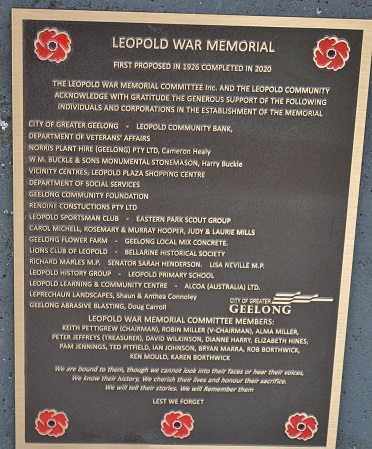 LEOPOLD WAR MEMORIAL
FIRST PROPOSED IN 1926 COMPLETED IN 2020
THE LEOPOLD WAR MEMORIAL COMMITTEE Inc. AND THE LEOPOLD COMMUNITY
ACKNOWLEDGE WITH GRATITUDE THE GENEROUS SUPPORT OF THE FOLLOWING
INDIVIDUALS AND CORPORATIONS IN THE ESTABLISHMENT OF THE MEMORIAL
CITY OF GREATER GEELONG - LEOPOLD COMMUNITY BANK,
DEPARTMENT OF VETERANS' AFFAIRS
NORRIS PLANT HIRE (GEELONG) PTY LTD, Cameron Healy
W.M. BUCKLE & SONS MONUMENTAL STONEMASON, Harry Buckle
VICINITY CENTRES, LEOPOLD PLAZA SHOPPING CENTRE
DEPARTMENT OF SOCIAL SERVICES
GEELONG COMMUNITY FOUNDATION
RENDINE CONSTUCTIONS PTY LTD
LEOPOLD SPORTSMAN CLUB - EASTERN PARK SCOUT GROUP
CAROL MICHELL, ROSEMARY & MURRAY HOOPER, JUDY & LAURIE MILLS
GEELONG FLOWER FARM - GEELONG LOCAL MIX CONCRETE.
LIONS CLUB OF LEOPOLD - BELLARINE HISTORICAL SOCIETY
RICHARD MARLES M.P. SENATOR SARAH HENDERSON. LISA NEVILLE M.P.
LEOPOLD HISTORY GROUP - LEOPOLD PRIMARY SCHOOL
LEOPOLD LEARNING & COMMUNITY CENTRE - ALCOA (AUSTRALIA) LTD.
LEPRECHAUN LANDSCAPES, Shaun & Anthea Connoley
GEELONG ABRASIVE BLASTING, Doug Carroll
CITY OF GREATER
GEELONG
LEOPOLD WAR MEMORIAL COMMITTEE MEMBERS:
KEITH PETTIGREW (CHAIRMAN), ROBIN MILLER (V-CHAIRMAN), ALMA MILLER,
PETER JEFFREYS (TREASURER), DAVID WILKINSON, DIANNE HARRY, ELIZABETH HINES,
PAM JENNINGS, TED PITFIELD, IAN JOHNSON, BRYAN MARRA, ROB BORTHWICK,
KEN MOULD, KAREN BORTHWICK
We are bound to them, though we cannot look into their faces or hear their voices,
We know their history. We cherish their lives and honour their sacrifice.
We will tell their stories. We will Remember them
LEST WE FORGET